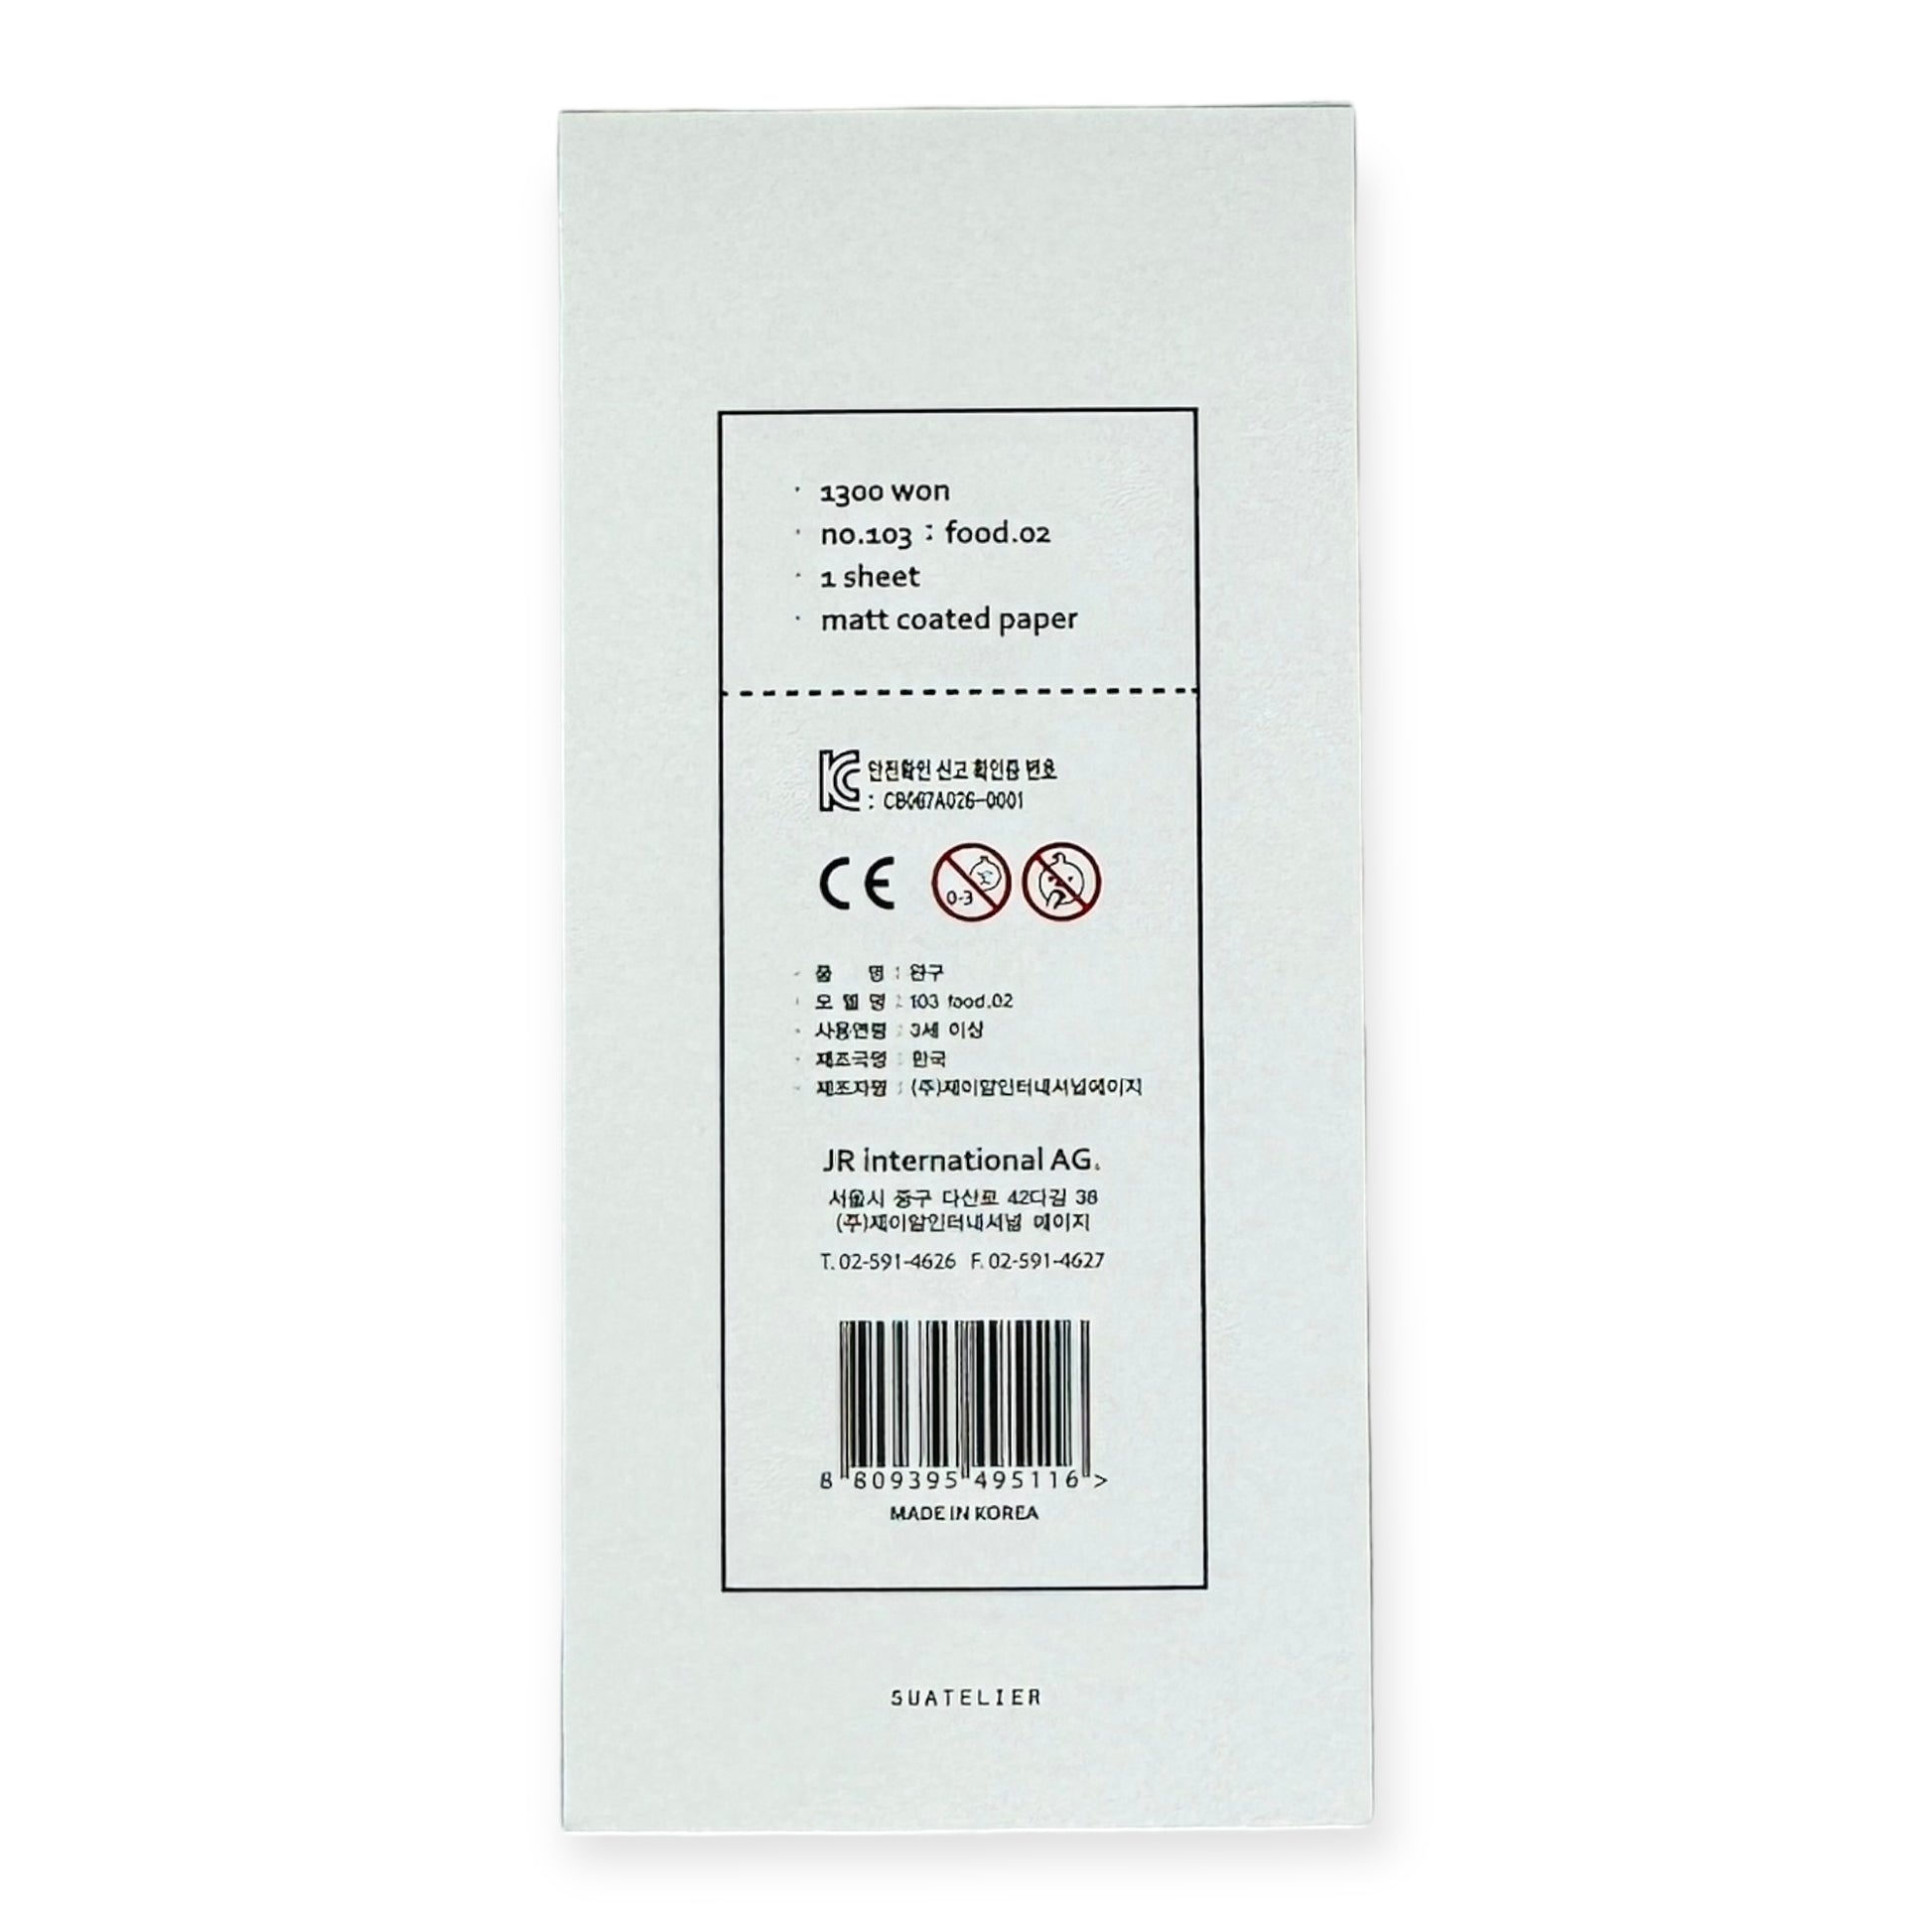 · 1300 won
· no.103 : food.02
· 1 sheet
· matt coated paper
KC 안전확인 신고 확인증 번호
: CB067A026-0001
CE 0-3
- 품 명 : 완구
· 모 델 명 : 103 food.02
· 사용연령 : 3세 이상
· 제조국명 : 한국
- 제조자명 : (주)제이알인터내셔널에이지
JR international AG.
서울시 중구 다산로 42다길 38
(주)제이알인터내셔널 에이지
T. 02-591-4626 F. 02-591-4627
8 809395 495116 >
MADE IN KOREA
SUATELIER